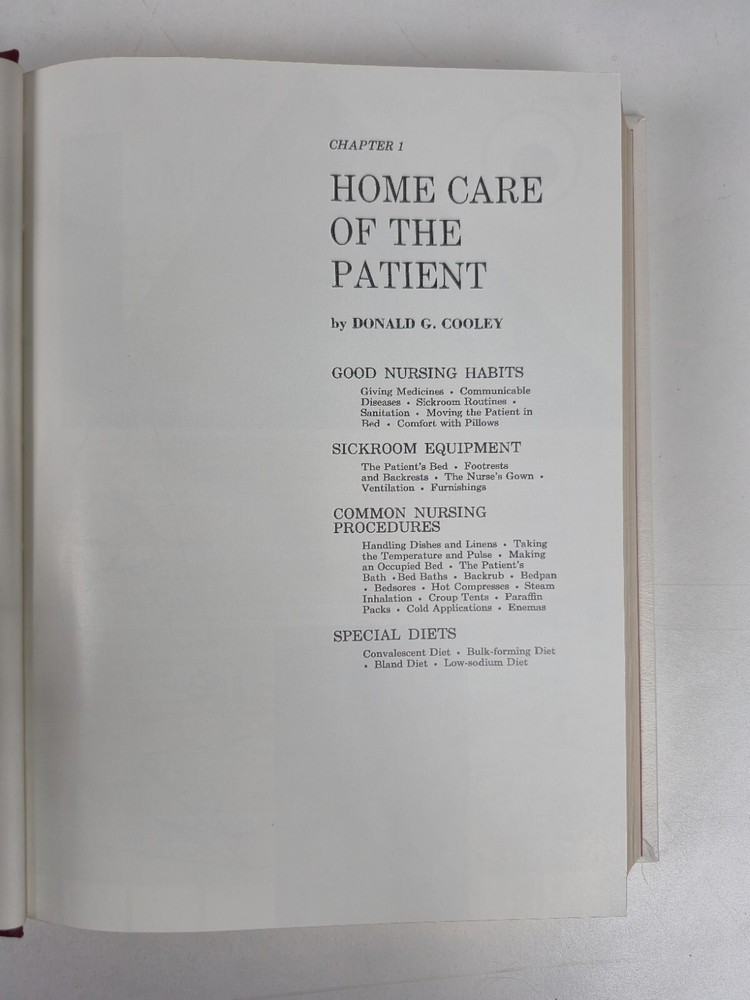 CHAPTER 1
HOME CARE
OF THE
PATIENT
by DONALD G. COOLEY
GOOD NURSING HABITS
Giving Medicines • Communicable
Diseases • Sickroom Routines •
Sanitation • Moving the Patient in
Bed • Comfort with Pillows
SICKROOM EQUIPMENT
The Patient's Bed • Footrests
and Backrests • The Nurse's Gown •
Ventilation • Furnishings
COMMON NURSING
PROCEDURES
Handling Dishes and Linens • Taking
the Temperature and Pulse • Making
an Occupied Bed • The Patient's
Bath • Bed Baths • Backrub • Bedpan
• Bedsores • Hot Compresses • Steam
Inhalation • Croup Tents • Paraffin
Packs • Cold Applications • Enemas
SPECIAL DIETS
Convalescent Diet • Bulk-forming Diet
• Bland Diet • Low-sodium Diet